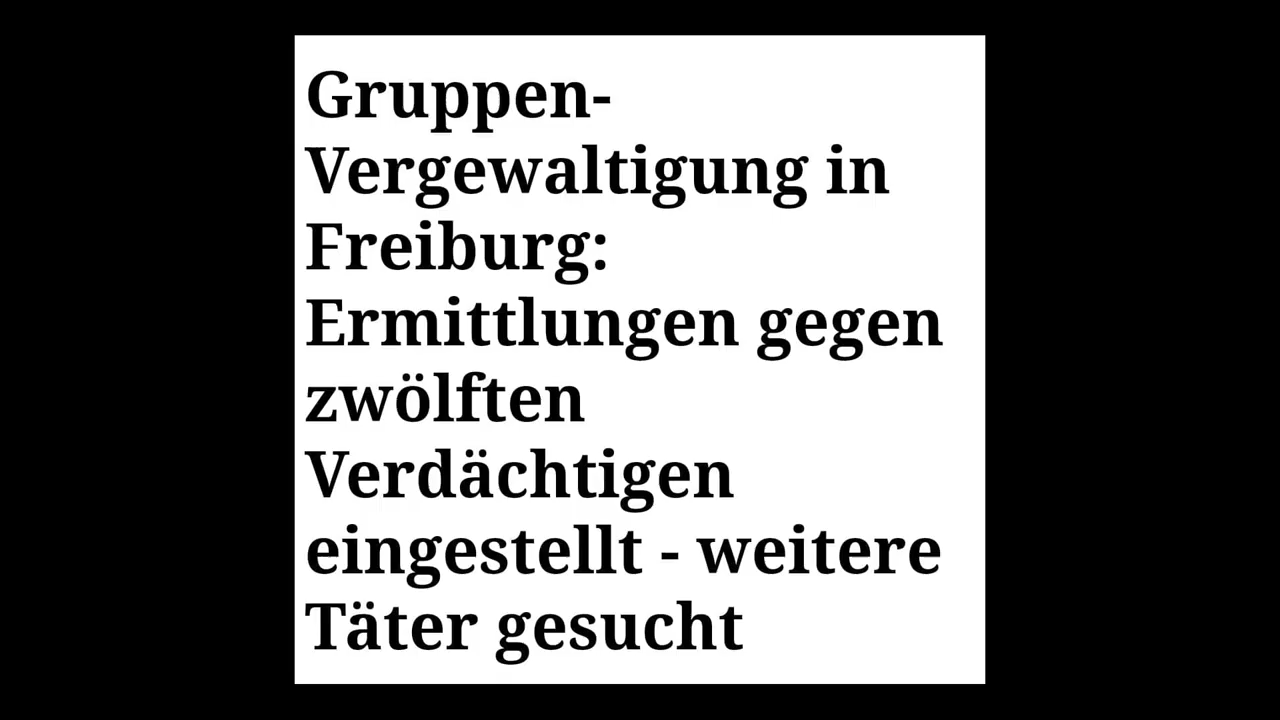 Gruppen-
Vergewaltigung in
Freiburg:
Ermittlungen gegen
zwölften
Verdächtigen
eingestellt - weitere
Täter gesucht